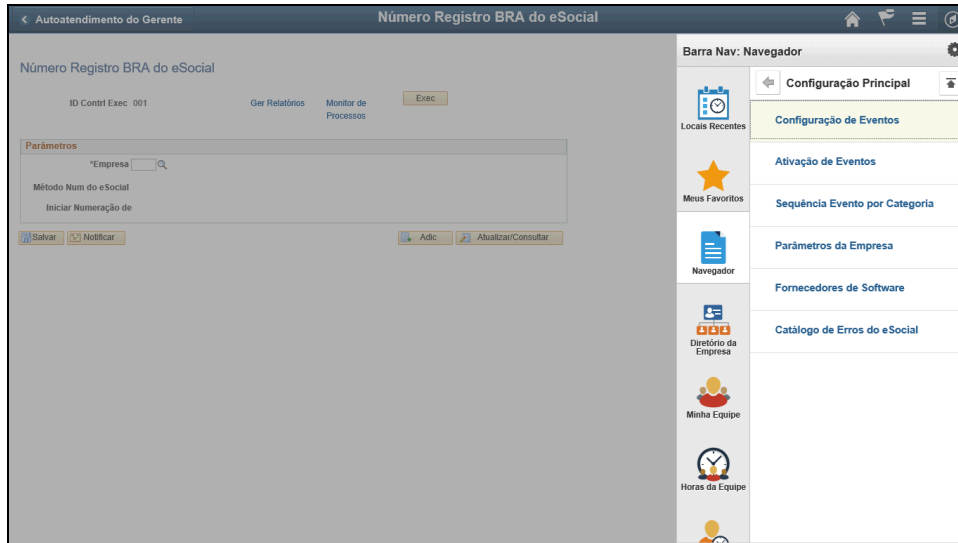 Autoatendimento do Gerente
Número Registro BRA do eSocial
Número Registro BRA do eSocial
ID Contrl Exec 001
Ger Relatórios
Monitor de
Processos
Exec
Parâmetros
*Empresa
Método Num do eSocial
Iniciar Numeração de
Salvar
Notificar
Adic
Atualizar/Consultar
Barra Nav: Navegador
Locais Recentes
Meus Favoritos
Navegador
Diretório da
Empresa
Minha Equipe
Horas da Equipe
Configuração Principal
Configuração de Eventos
Ativação de Eventos
Sequência Evento por Categoria
Parâmetros da Empresa
Fornecedores de Software
Catálogo de Erros do eSocial